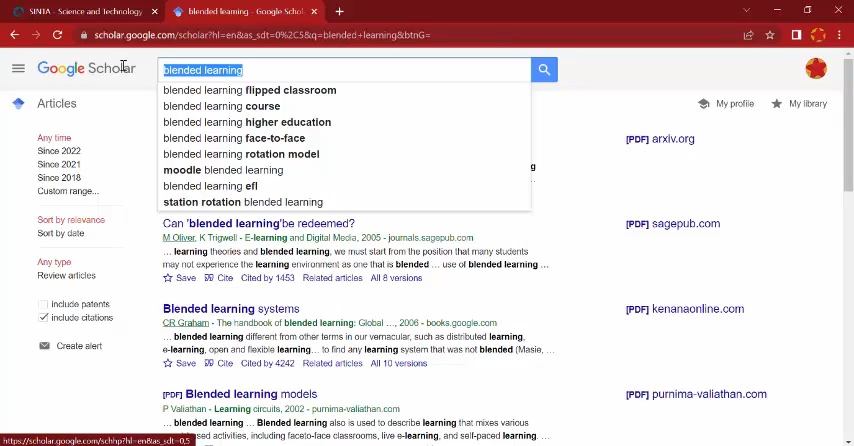 SINTA - Science and Technology
blended learning - Google Schol
scholar.google.com/scholar?hl=en&as_sdt=0%2C5&q=blended+learning&btnG=
Google Scholar
blended learning
blended learning flipped classroom
blended learning course
blended learning higher education
blended learning face-to-face
blended learning rotation model
moodle blended learning
blended learning efl
station rotation blended learning
Articles
My profile
My library
Any time
Since 2022
Since 2021
Since 2018
Custom range...
Sort by relevance
Sort by date
Any type
Review articles
include patents
include citations
Create alert
[PDF] arxiv.org
Can 'blended learning'be redeemed?
[PDF] sagepub.com
M Oliver, K Trigwell - E-learning and Digital Media, 2005 - journals.sagepub.com
... learning theories and blended learning, we must start from the position that many students
may not experience the learning environment as one that is blended ... use of blended learning ...
Save Cite Cited by 1453 Related articles All 8 versions
Blended learning systems
[PDF] kenanaonline.com
CR Graham - The handbook of blended learning: Global ..., 2006 - books.google.com
... blended learning different from other terms in our vernacular, such as distributed learning,
e-learning, open and flexible learning... to find any learning system that was not blended (Masie, ...
Save Cite Cited by 4242 Related articles All 10 versions
[PDF] Blended learning models
[PDF] purnima-valiathan.com
P Valiathan - Learning circuits, 2002 - purnima-valiathan.com
... blended learning ... Blended learning is also used to describe learning that mixes various
activities, including faceto-face classrooms, live e-learning, and self-paced learning. ...
https://scholar.google.com/schhp?hl=en&as_sdt=0,5